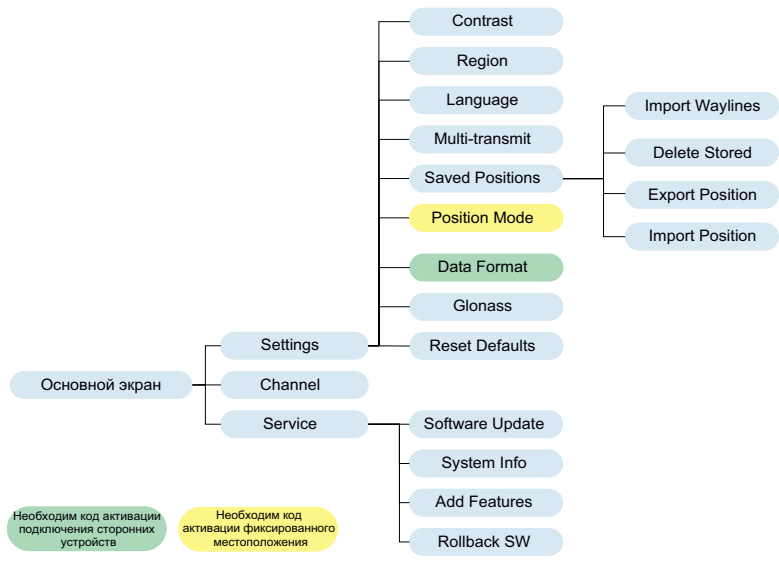 Contrast
Region
Language
Multi-transmit
Saved Positions
Position Mode
Data Format
Glonass
Reset Defaults
Import Waylines
Delete Stored
Export Position
Import Position
Settings
Основной экран
Channel
Service
Software Update
System Info
Add Features
Rollback SW
Необходим код активации
подключения сторонних
устройств
Необходим код
активации фиксированного
местоположения